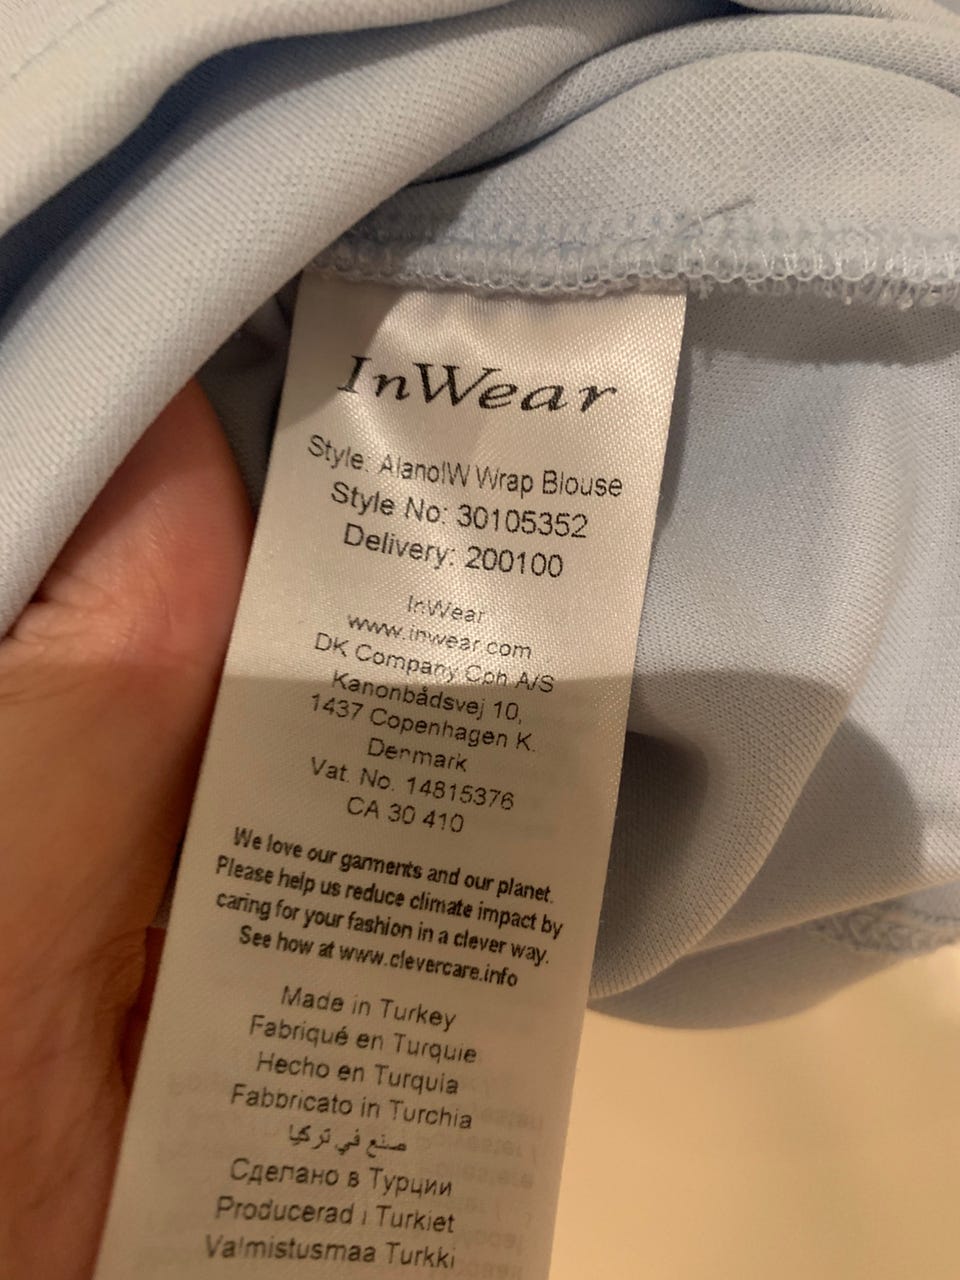 InWear
Style: AlanoIW Wrap Blouse
Style No: 30105352
Delivery: 200100
InWear
www.inwear.com
DK Company Cph A/S
Kanonbådsvej 10,
1437 Copenhagen K.
Denmark
Vat. No. 14815376
CA 30 410
We love our garments and our planet.
Please help us reduce climate impact by
caring for your fashion in a clever way.
See how at www.clevercare.info
Made in Turkey
Fabriqué en Turquie
Hecho en Turquia
Fabbricato in Turchia
صنع في تركيا
Сделано в Турции
Producerad i Turkiet
Valmistusmaa Turkki